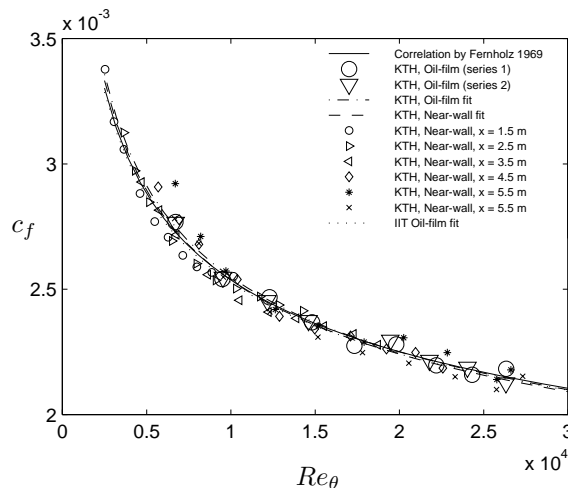 x 10⁻³
3.5
3
2.5
2
c_f
Correlation by Fernholz 1969
KTH, Oil-film (series 1)
KTH, Oil-film (series 2)
KTH, Oil-film fit
KTH, Near-wall fit
KTH, Near-wall, x = 1.5 m
KTH, Near-wall, x = 2.5 m
KTH, Near-wall, x = 3.5 m
KTH, Near-wall, x = 4.5 m
KTH, Near-wall, x = 5.5 m
KTH, Near-wall, x = 5.5 m
IIT Oil-film fit
0 0.5 1 1.5 2 2.5 3
x 10⁴
Re_θ